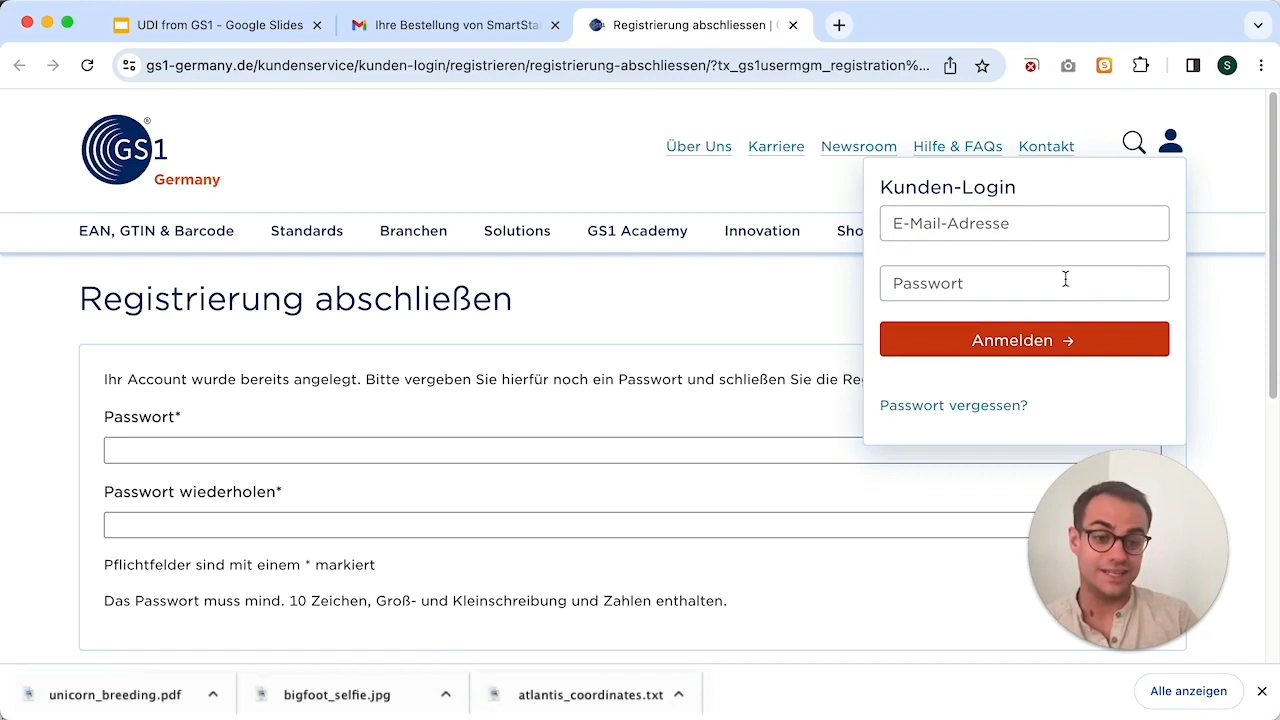 UDI from GS1 - Google Slides
Ihre Bestellung von SmartSta
Registrierung abschliessen |
gs1-germany.de/kundenservice/kunden-login/registrieren/registrierung-abschliessen/?tx_gs1usermgm_registration%...
S
S
GS1
®
Germany
Über Uns
Karriere
Newsroom
Hilfe & FAQs
Kontakt
EAN, GTIN & Barcode
Standards
Branchen
Solutions
GS1 Academy
Innovation
Sho
Kunden-Login
E-Mail-Adresse
Passwort
Anmelden →
Passwort vergessen?
Registrierung abschließen
Ihr Account wurde bereits angelegt. Bitte vergeben Sie hierfür noch ein Passwort und schließen Sie die Re
Passwort*
Passwort wiederholen*
Pflichtfelder sind mit einem * markiert
Das Passwort muss mind. 10 Zeichen, Groß- und Kleinschreibung und Zahlen enthalten.
unicorn_breeding.pdf
bigfoot_selfie.jpg
atlantis_coordinates.txt
Alle anzeigen